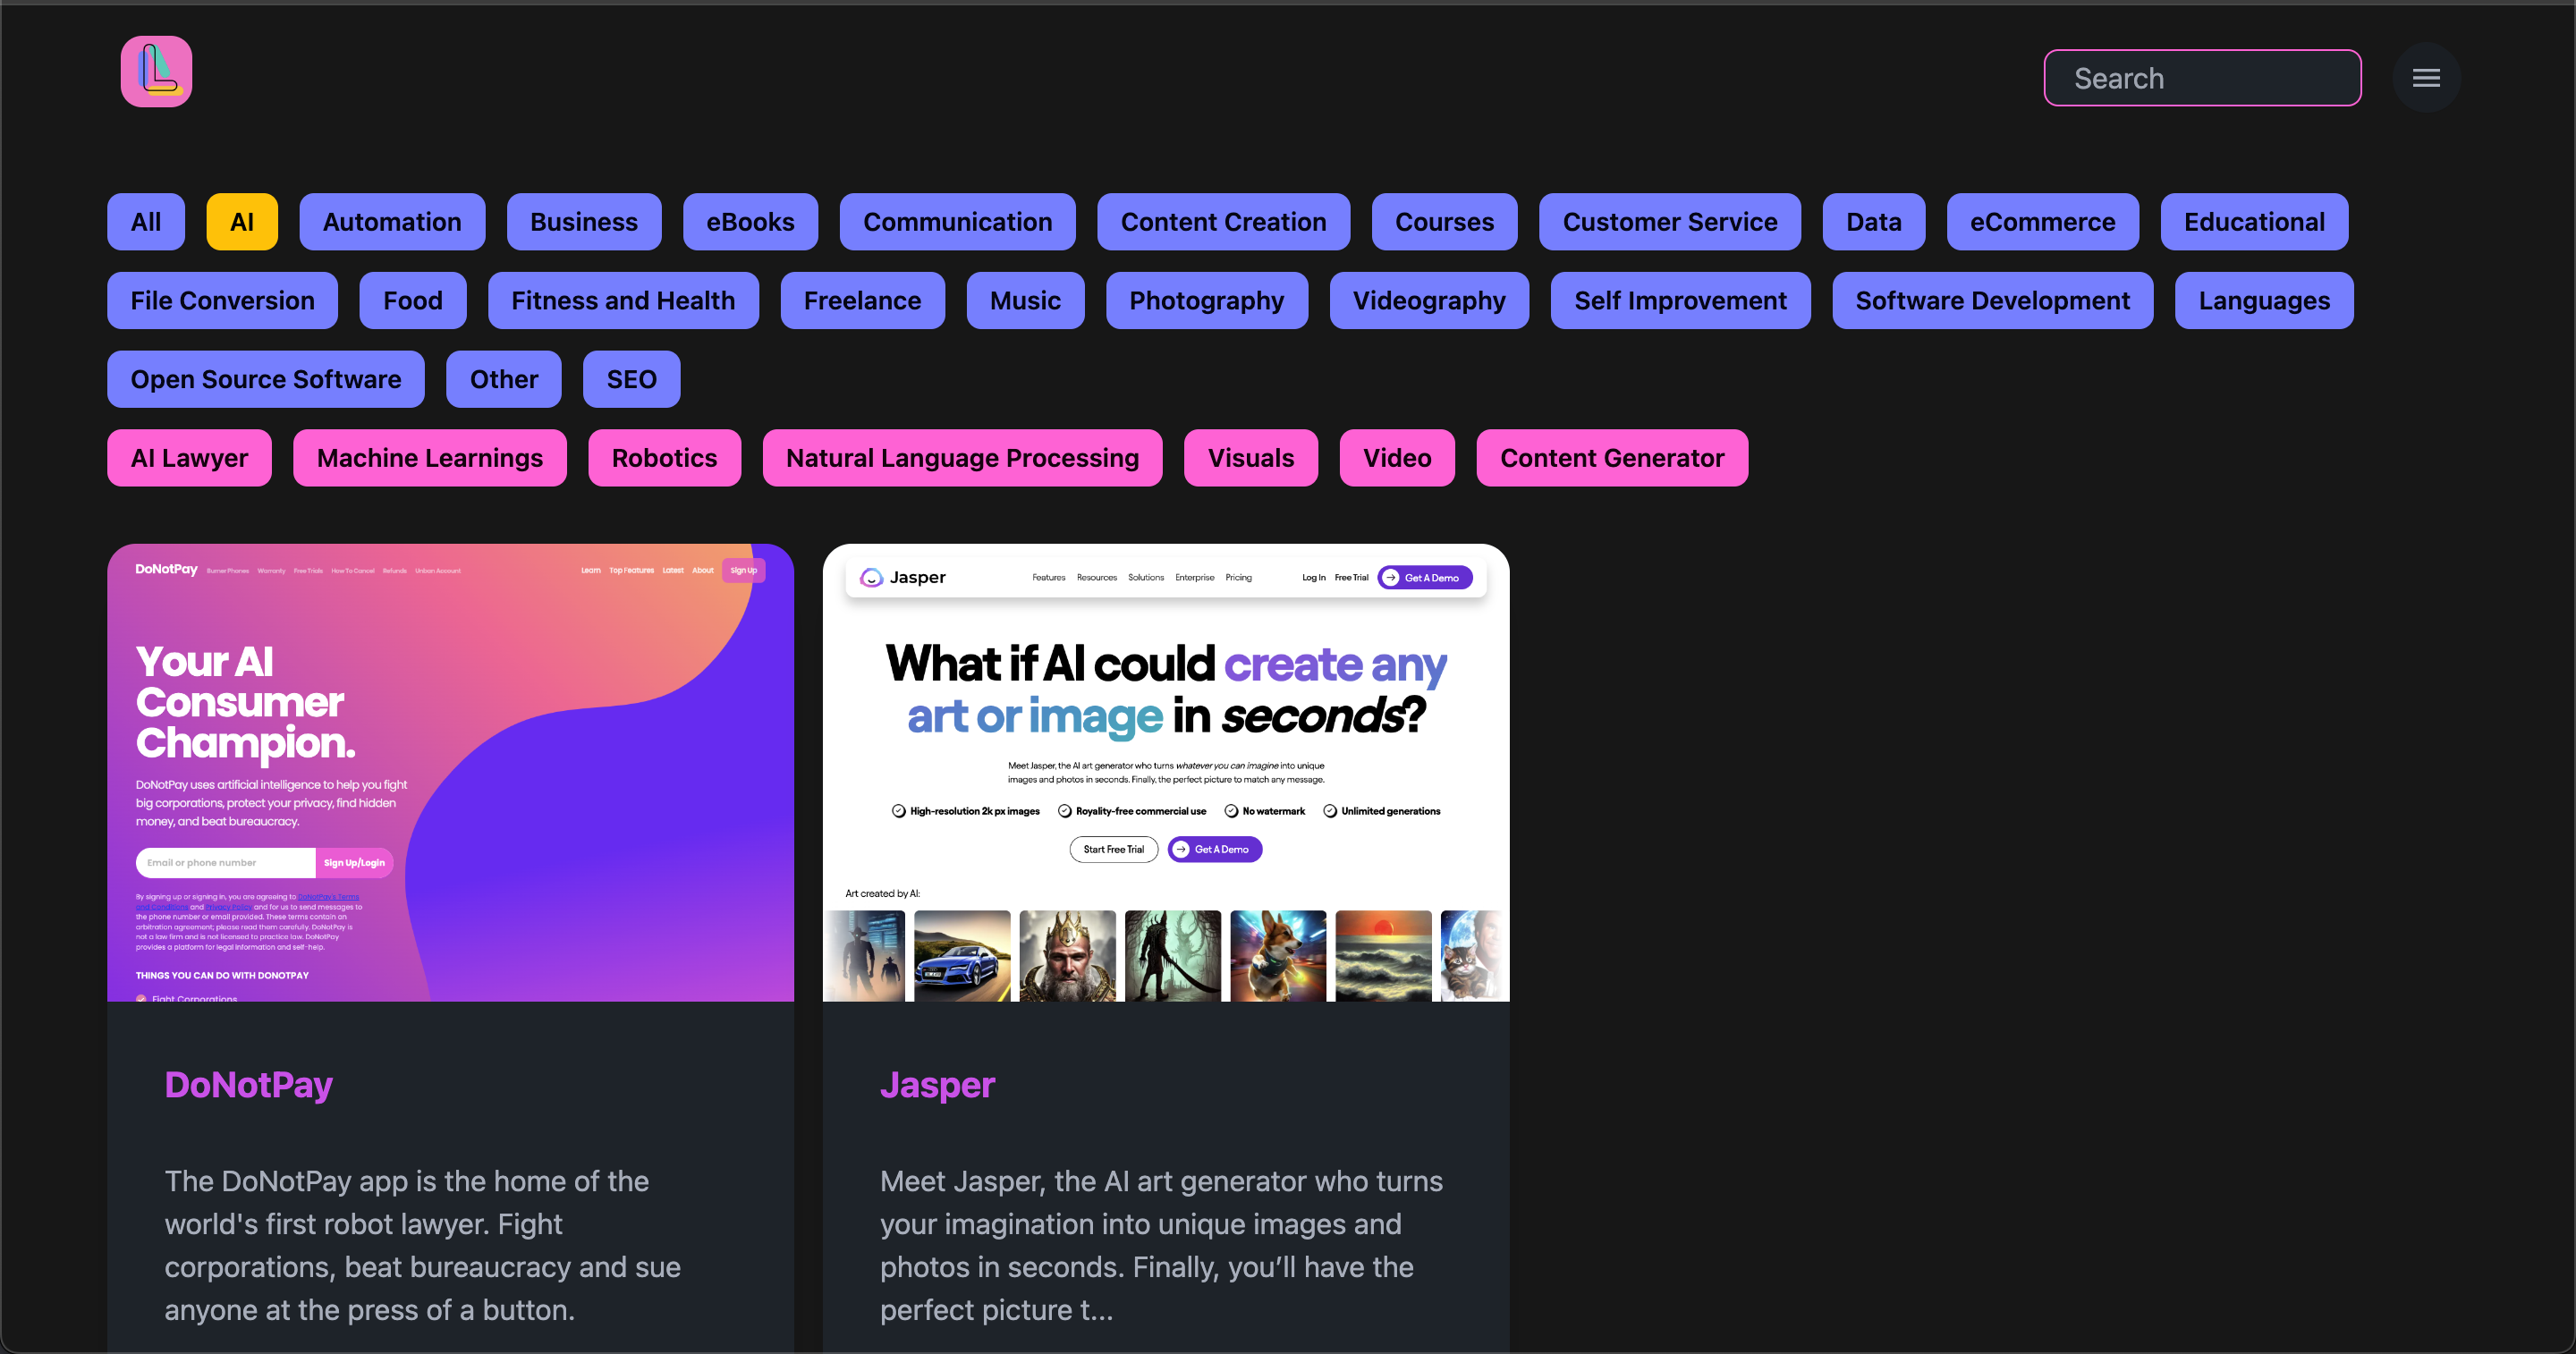 Search
All AI Automation Business eBooks Communication Content Creation Courses Customer Service Data eCommerce Educational
File Conversion Food Fitness and Health Freelance Music Photography Videography Self Improvement Software Development Languages
Open Source Software Other SEO
AI Lawyer Machine Learnings Robotics Natural Language Processing Visuals Video Content Generator
DoNotPay Burner Phones Warranty Free Trials How To Cancel Refunds Unban Account Learn Top Features Latest About Sign Up
Your AI
Consumer
Champion.
DoNotPay uses artificial intelligence to help you fight
big corporations, protect your privacy, find hidden
money, and beat bureaucracy.
Email or phone number Sign Up/Login
By signing up or signing in, you are agreeing to DoNotPay's Terms
and Conditions and Privacy Policy and for us to send messages to
the phone number or email provided. These terms contain an
arbitration agreement; please read them carefully. DoNotPay is
not a law firm and is not licensed to practice law. DoNotPay
provides a platform for legal information and self-help.
THINGS YOU CAN DO WITH DONOTPAY
Fight Corporations
Jasper Features Resources Solutions Enterprise Pricing Log In Free Trial Get A Demo
What if AI could create any
art or image in seconds?
Meet Jasper, the AI art generator who turns whatever you can imagine into unique
images and photos in seconds. Finally, the perfect picture to match any message.
High-resolution 2k px images Royality-free commercial use No watermark Unlimited generations
Start Free Trial Get A Demo
Art created by AI:
DoNotPay
The DoNotPay app is the home of the
world's first robot lawyer. Fight
corporations, beat bureaucracy and sue
anyone at the press of a button.
Jasper
Meet Jasper, the AI art generator who turns
your imagination into unique images and
photos in seconds. Finally, you’ll have the
perfect picture t...